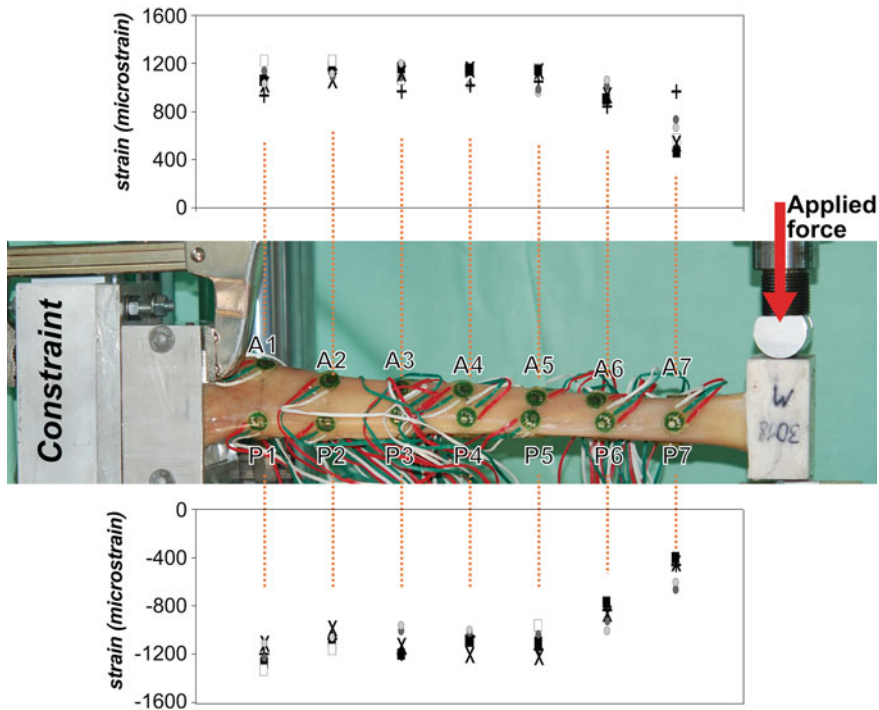 strain (microstrain)
1600
1200
800
400
0
Applied
force
Constraint
A1 A2 A3 A4 A5 A6 A7
M
3018
P1 P2 P3 P4 P5 P6 P7
strain (microstrain)
0
-400
-800
-1200
-1600